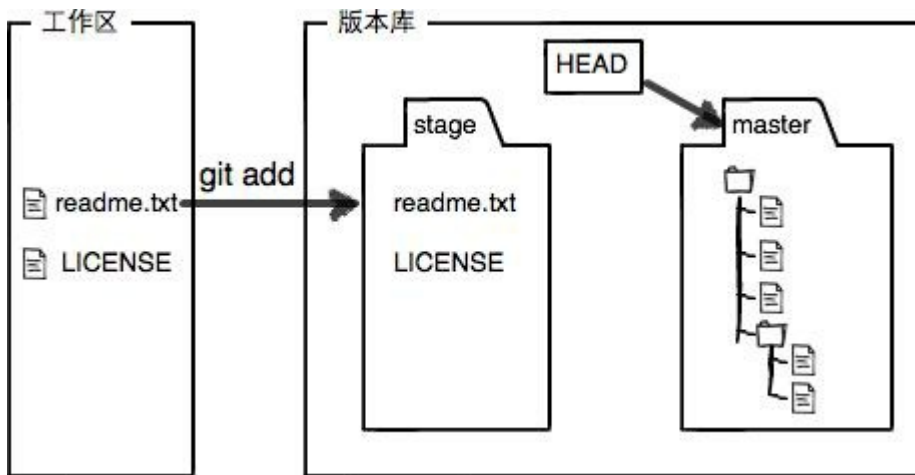 工作区
版本库
HEAD
stage
master
git add
readme.txt
readme.txt
LICENSE
LICENSE